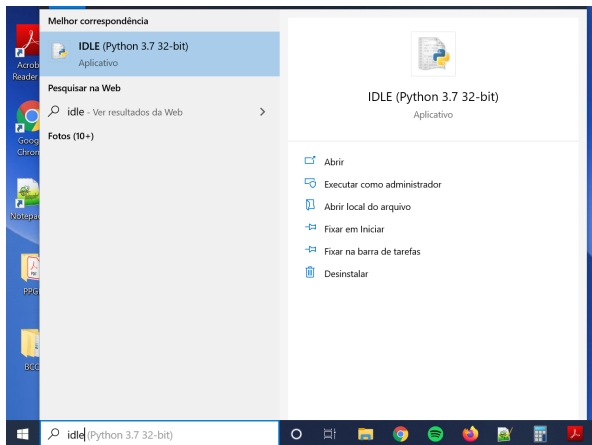 Melhor correspondência
IDLE (Python 3.7 32-bit)
Aplicativo
Pesquisar na Web
idle - Ver resultados da Web
Fotos (10+)
IDLE (Python 3.7 32-bit)
Aplicativo
Abrir
Executar como administrador
Abrir local do arquivo
Fixar em Iniciar
Fixar na barra de tarefas
Desinstalar
Acrob
Reader
Goog
Chron
Notepa
PPG
BCC
idle (Python 3.7 32-bit)